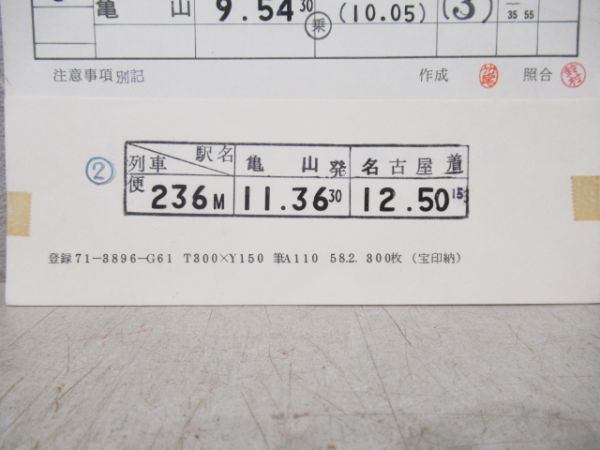 亀山 9.54 30 乗 (10.05) (3) 35 55
注意事項 別記 作成 照合
② 列車 駅名 亀山発 名古屋着
便 236M 11.36 30 12.50 15
登録71-3896-G61 T300×Y150 筆A110 58.2. 300枚 (宝印納)